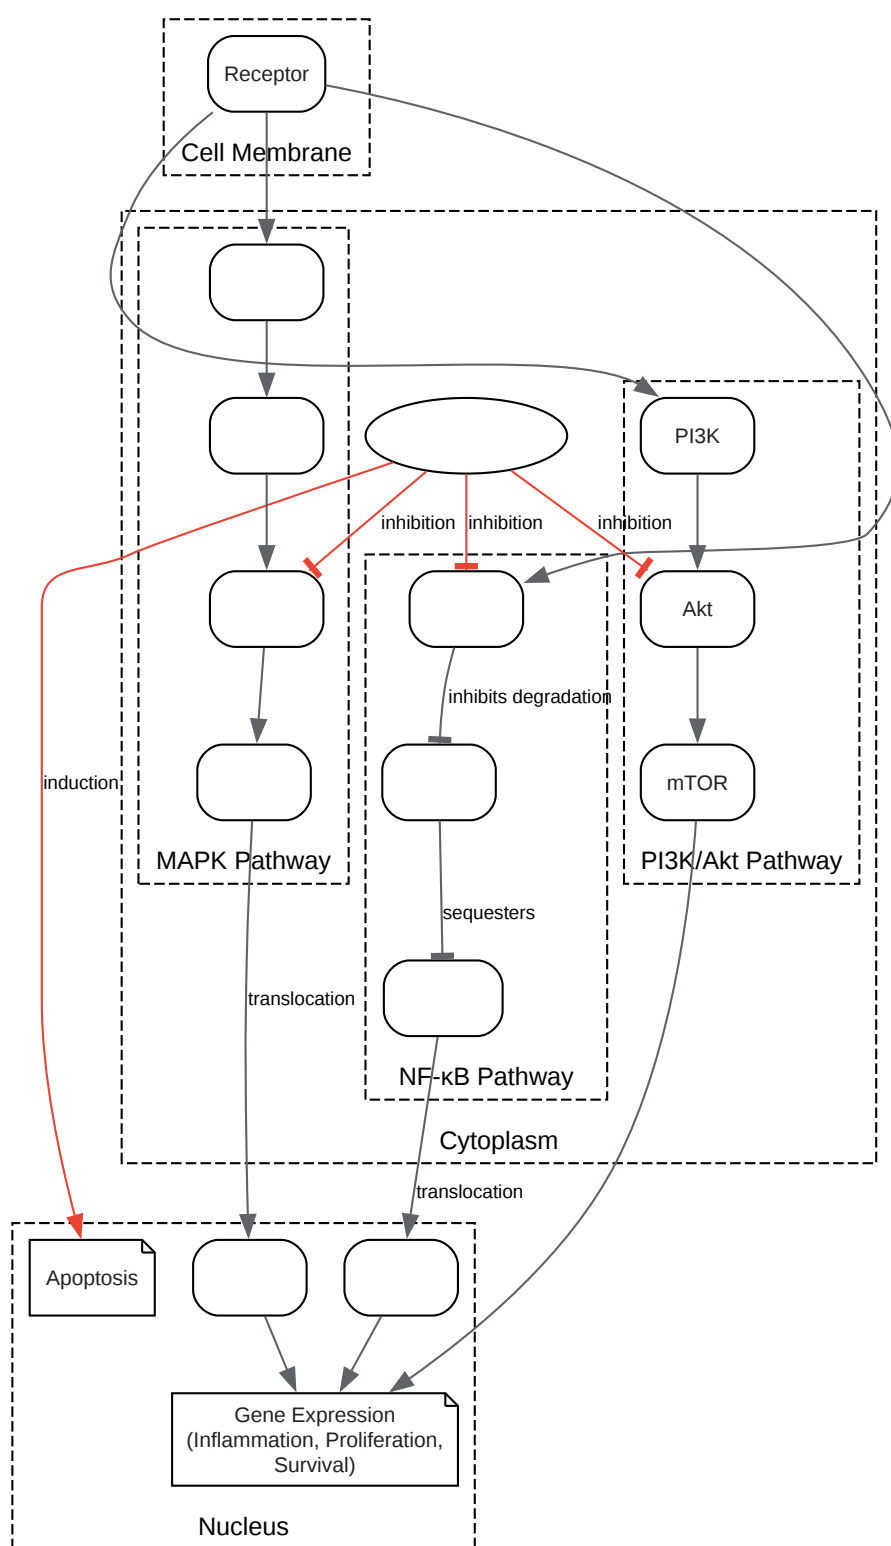 Receptor
Cell Membrane
PI3K
inhibition
inhibition
inhibition
Akt
inhibits degradation
induction
mTOR
MAPK Pathway
PI3K/Akt Pathway
sequesters
translocation
NF-κB Pathway
Cytoplasm
translocation
Apoptosis
Gene Expression
(Inflammation, Proliferation,
Survival)
Nucleus